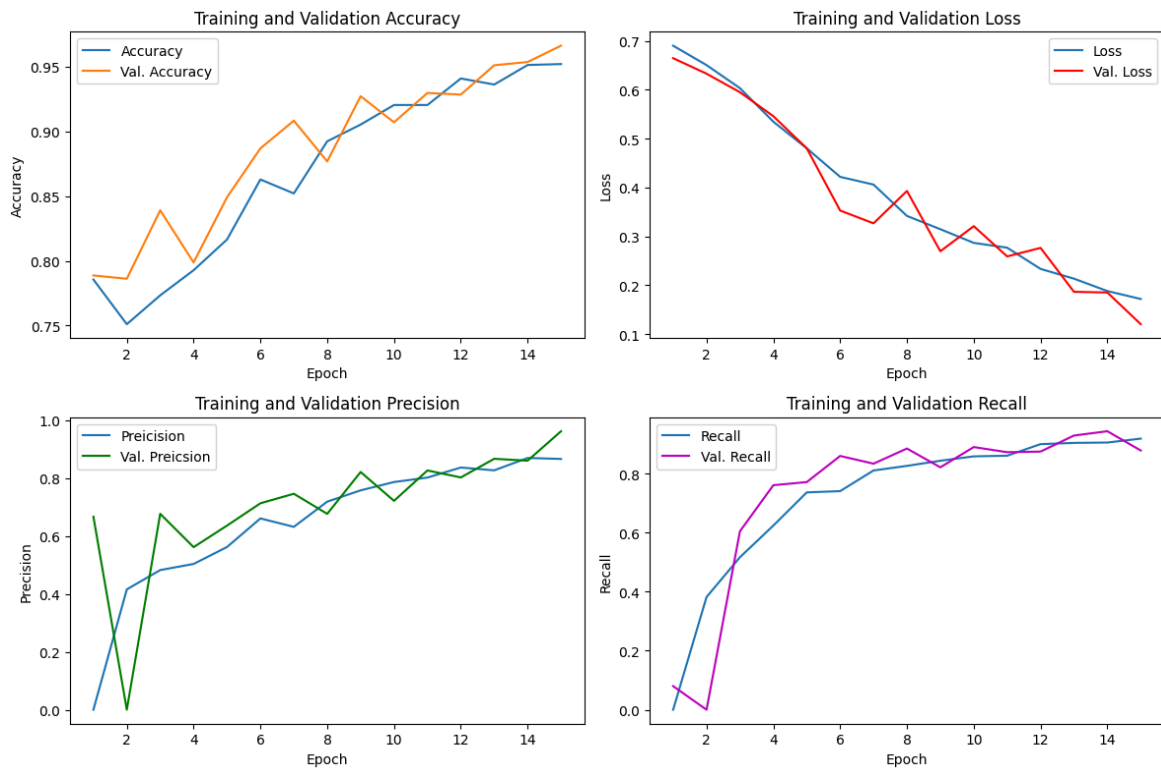 Training and Validation Accuracy
Accuracy
Val. Accuracy
0.95
0.90
0.85
0.80
0.75
Accuracy
2 4 6 8 10 12 14
Epoch
Training and Validation Loss
Loss
Val. Loss
0.7
0.6
0.5
0.4
0.3
0.2
0.1
Loss
2 4 6 8 10 12 14
Epoch
Training and Validation Precision
Preicision
Val. Preicsion
1.0
0.8
0.6
0.4
0.2
0.0
Precision
2 4 6 8 10 12 14
Epoch
Training and Validation Recall
Recall
Val. Recall
0.8
0.6
0.4
0.2
0.0
Recall
2 4 6 8 10 12 14
Epoch